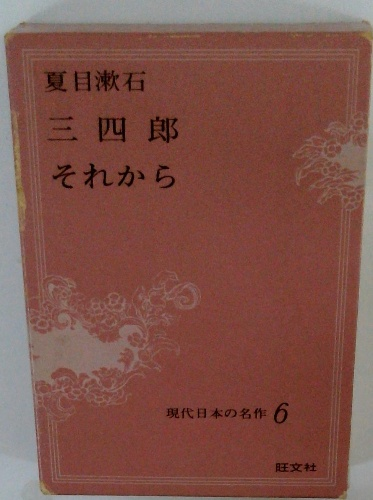 夏目漱石
三四郎
それから
現代日本の名作 6
旺文社